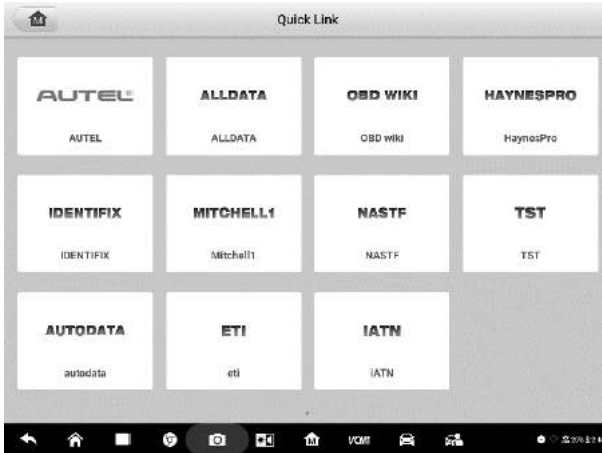 Quick Link
AUTEL
ALLDATA
OBD WIKI
HAYNESPRO
AUTEL
ALLDATA
OBD wiki
HaynesPro
IDENTIFIX
MITCHELL1
NASTF
TST
IDENTIFIX
Mitchell1
NASTF
TST
AUTODATA
ETI
IATN
autodata
eti
iATN
VCMI